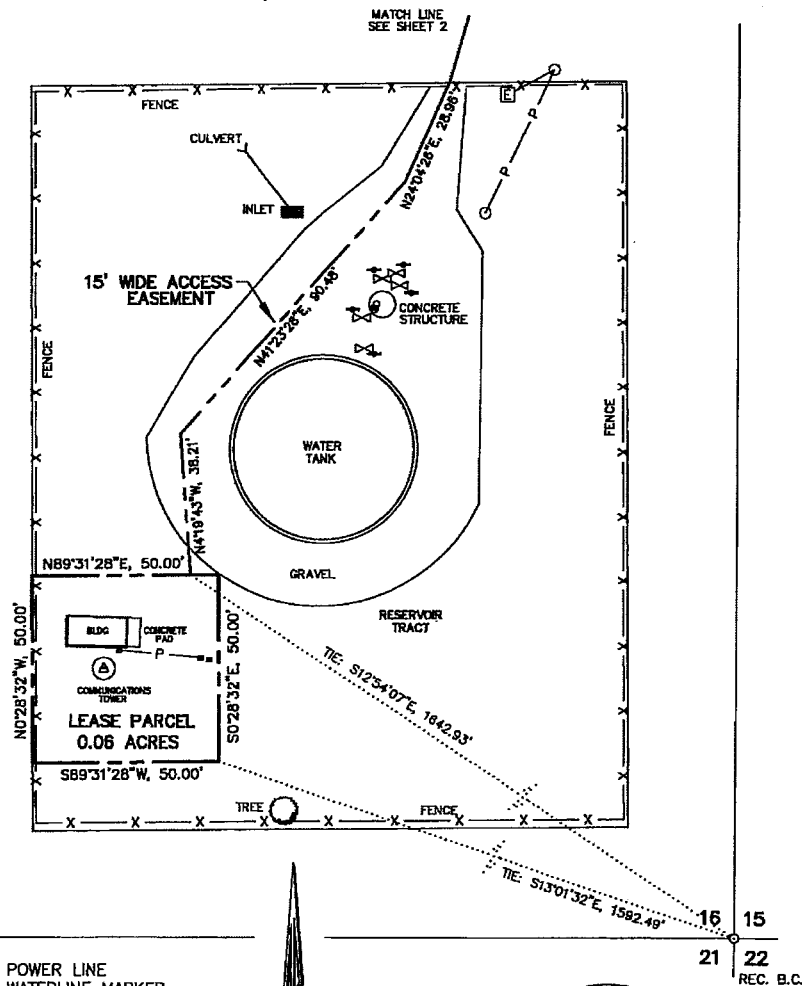 MATCH LINE
SEE SHEET 2
FENCE
E
P
P
CULVERT
N24°04'26"E, 28.96'
INLET
15' WIDE ACCESS
EASEMENT
N41°23'28"E, 90.48'
CONCRETE
STRUCTURE
FENCE
FENCE
WATER
TANK
N4°19'43"W, 38.21'
N89°31'28"E, 50.00'
GRAVEL
RESERVOIR
TRACT
N0°28'32"W, 50.00'
BLDG
CONCRETE
PAD
P
S0°28'32"E, 50.00'
COMMUNICATIONS
TOWER
LEASE PARCEL
0.06 ACRES
S89°31'28"W, 50.00'
TIE: S12°54'07"E, 1642.93'
TREE
FENCE
TIE: S13°01'32"E, 1592.49'
16 15
21 22
REC. B.C.
POWER LINE
WATERLINE MARKER